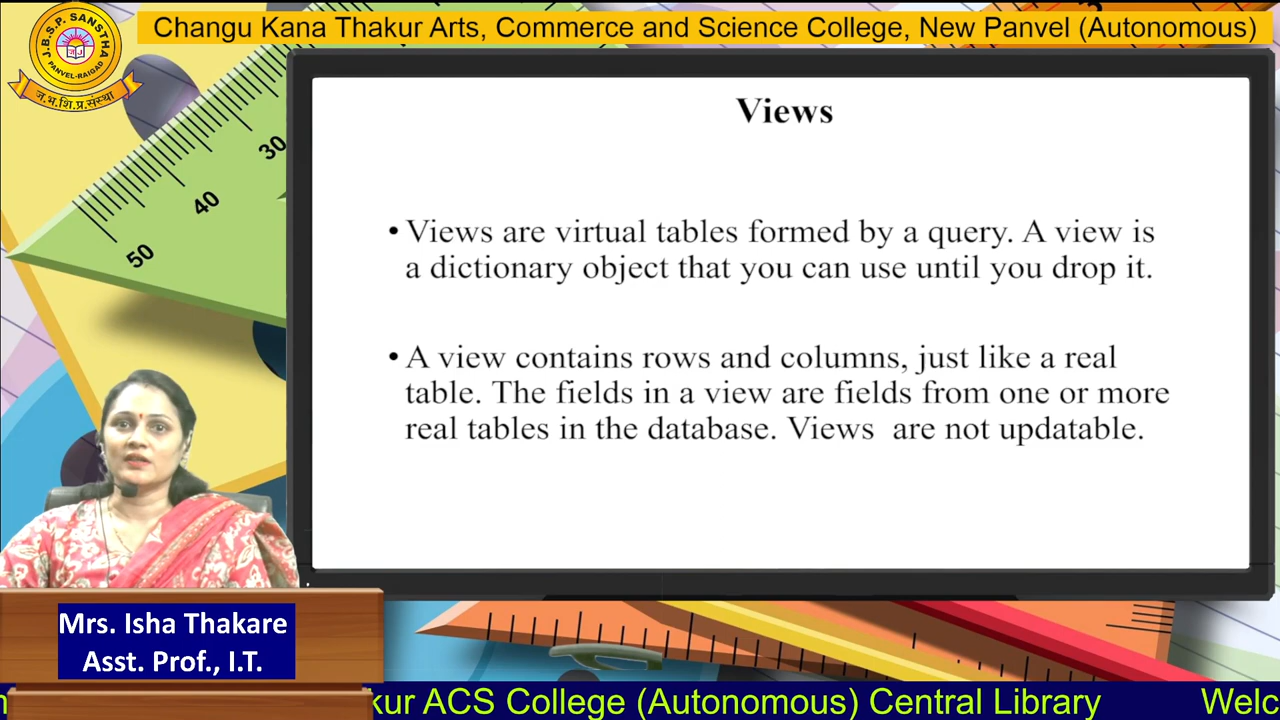 Changu Kana Thakur Arts, Commerce and Science College, New Panvel (Autonomous)
J.B.S.P. SANSTHA
PANVEL-RAIGAD
ज.भ.शि.प्र.संस्था
30
40
50
Views
• Views are virtual tables formed by a query. A view is
a dictionary object that you can use until you drop it.
• A view contains rows and columns, just like a real
table. The fields in a view are fields from one or more
real tables in the database. Views are not updatable.
Mrs. Isha Thakare
Asst. Prof., I.T.
kur ACS College (Autonomous) Central Library Welc